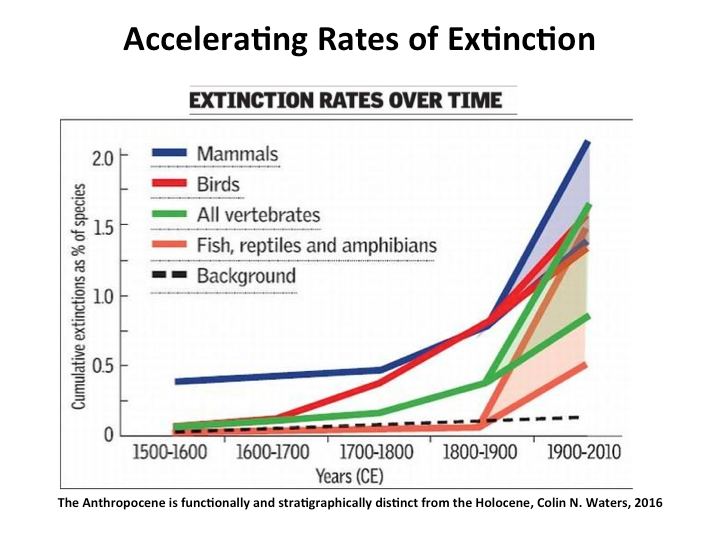 Accelerating Rates of Extinction
EXTINCTION RATES OVER TIME
Mammals
Birds
All vertebrates
Fish, reptiles and amphibians
Background
Cumulative extinctions as % of species
2.0
1.5
1.0
0.5
0
1500-1600 1600-1700 1700-1800 1800-1900 1900-2010
Years (CE)
The Anthropocene is functionally and stratigraphically distinct from the Holocene, Colin N. Waters, 2016